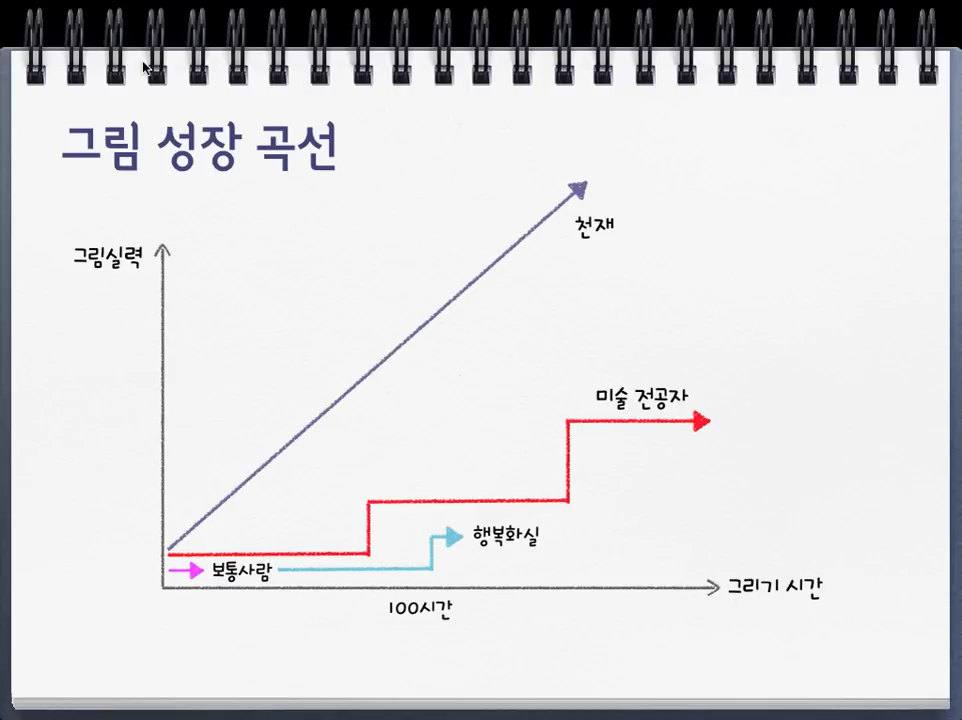 그림 성장 곡선
천재
그림실력
미술 전공자
행복화실
보통사람
그리기 시간
100시간